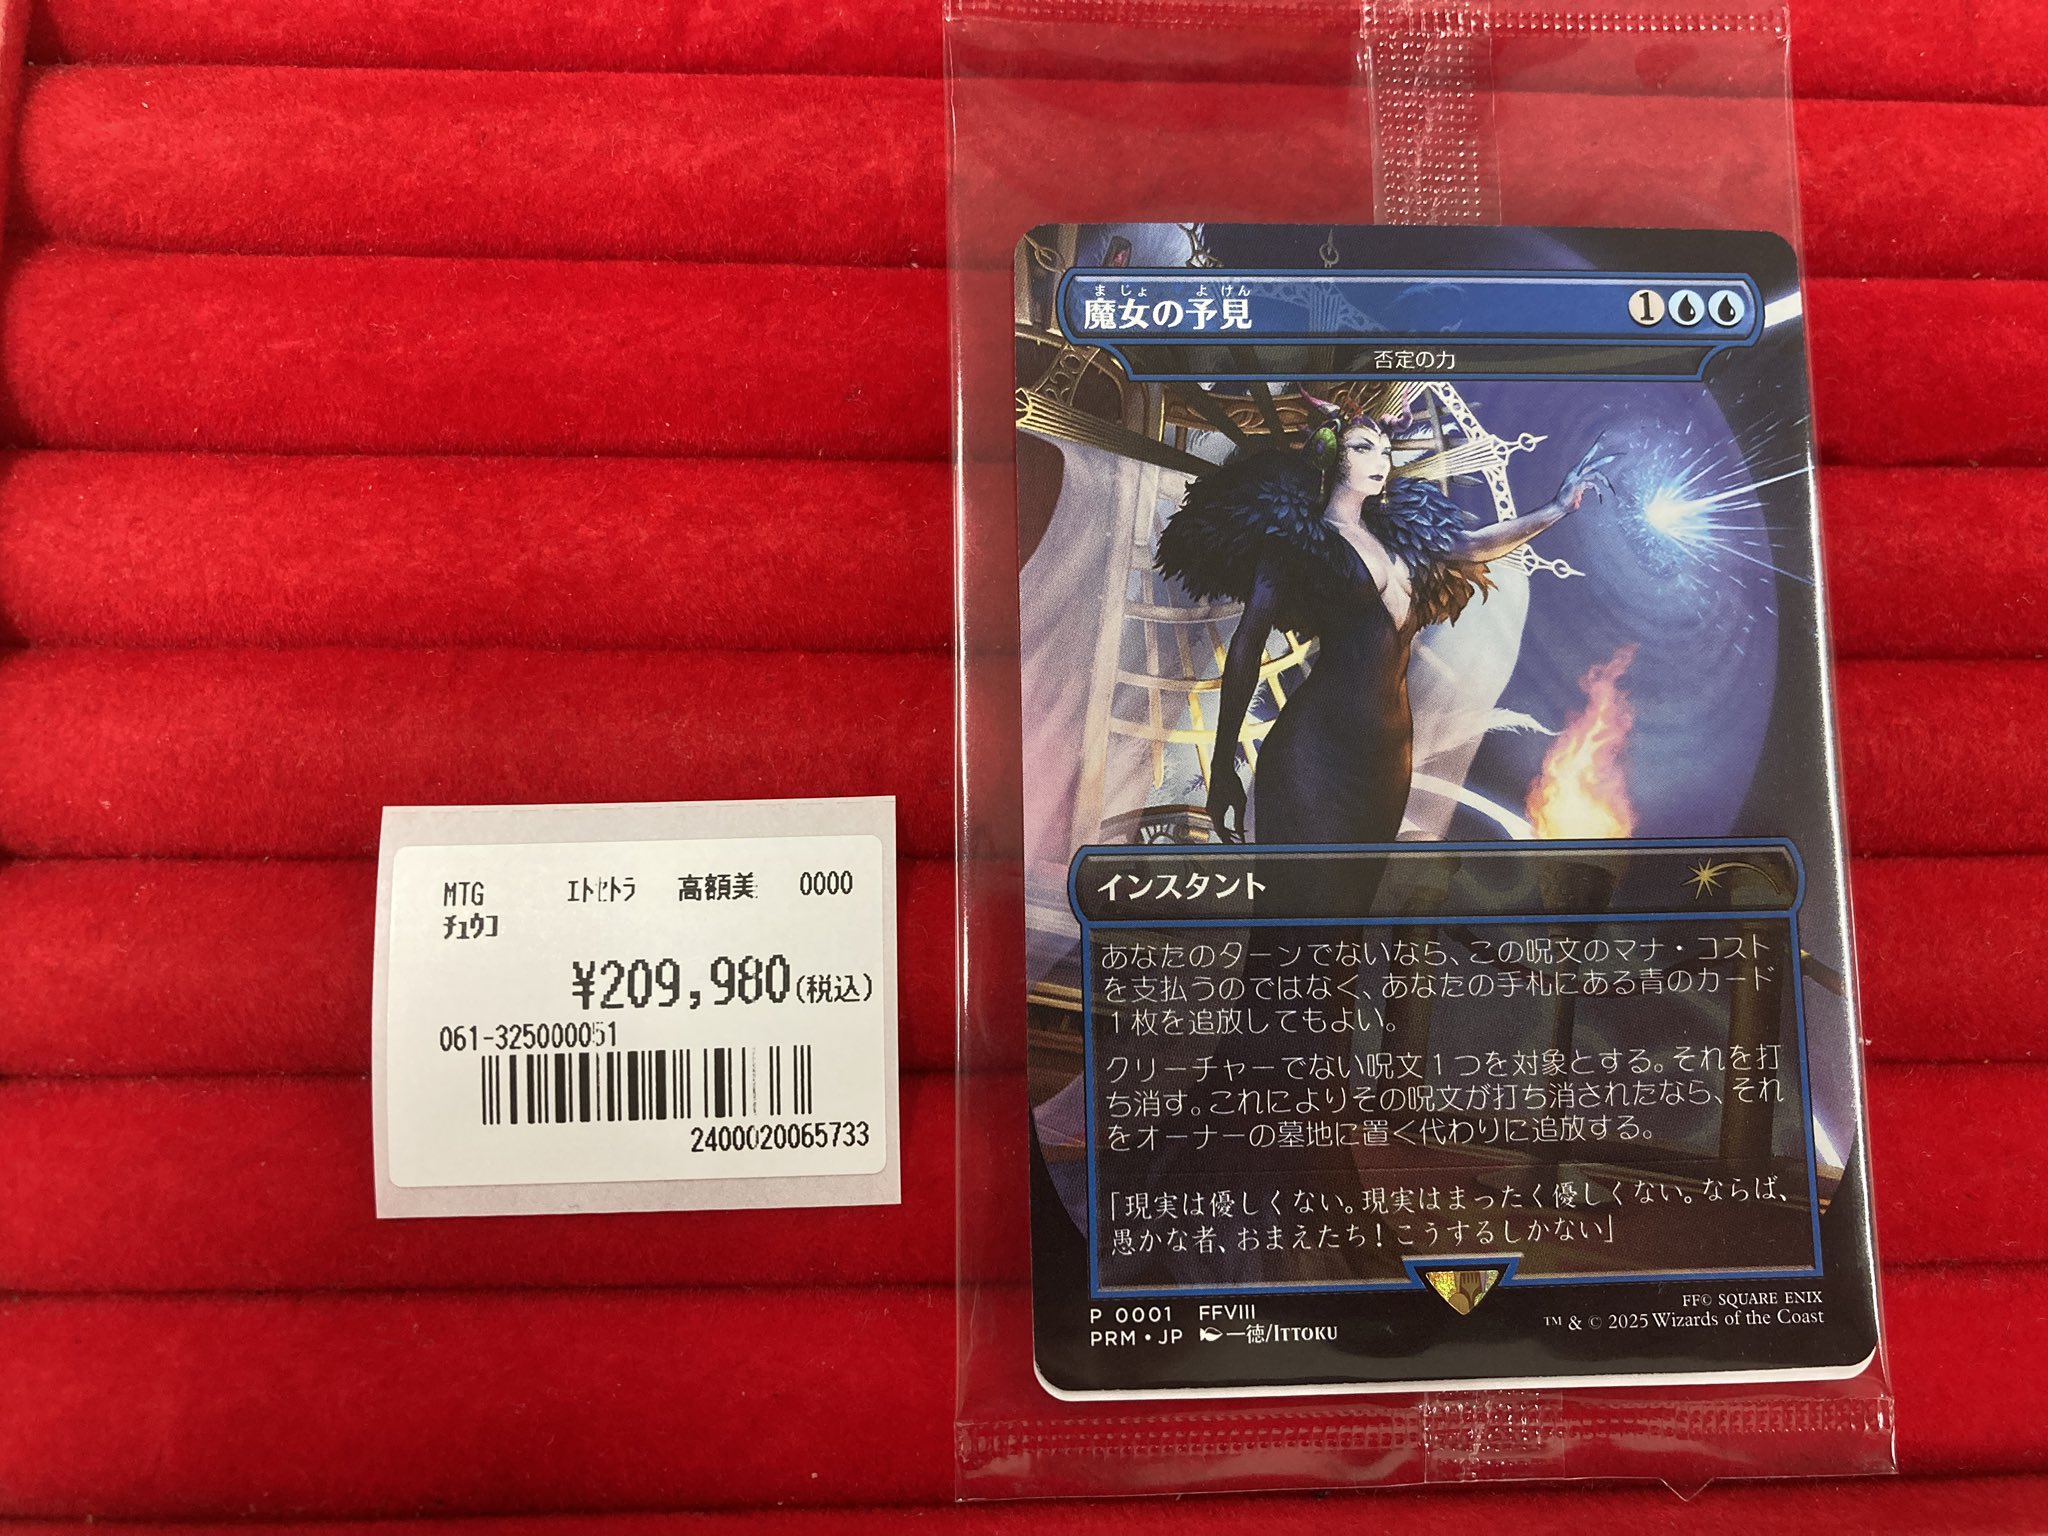 MTG エトセトラ 高額美 0000
チュウコ
¥209,980(税込)
061-325000051
2400020065733
まじょ よけん
魔女の予見 1
否定の力
インスタント
あなたのターンでないなら、この呪文のマナ・コスト
を支払うのではなく、あなたの手札にある青のカード
1枚を追放してもよい。
クリーチャーでない呪文1つを対象とする。それを打
ち消す。これによりその呪文が打ち消されたなら、それ
をオーナーの墓地に置く代わりに追放する。
「現実は優しくない。現実はまったく優しくない。ならば、
愚かな者、おまえたち！こうするしかない」
P 0001 FFVIII
PRM • JP 一徳/ITTOKU
FF© SQUARE ENIX
™ & © 2025 Wizards of the Coast